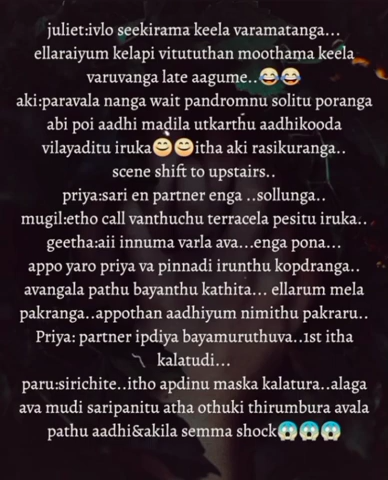 juliet:ivlo seekirama keela varamatanga...
ellaraiyum kelapi vitututhan moothama keela
varuvanga late aagume..😂😂
aki:paravala nanga wait pandromnu solitu poranga
abi poi aadhi madila utkarthu aadhikooda
vilayaditu iruka😊😊itha aki rasikuranga..
scene shift to upstairs..
priya:sari en partner enga ..sollunga..
mugil:etho call vanthuchu terracela pesitu iruka..
geetha:aii innuma varla ava...enga pona...
appo yaro priya va pinnadi irunthu kopdranga..
avangala pathu bayanthu kathita... ellarum mela
pakranga..appothan aadhiyum nimithu pakraru..
Priya: partner ipdiya bayamuruthuva..1st itha
kalatudi...
paru:sirichite..itho apdinu maska kalatura..alaga
ava mudi saripanitu atha othuki thirumbura avala
pathu aadhi&akila semma shock😱😱😱